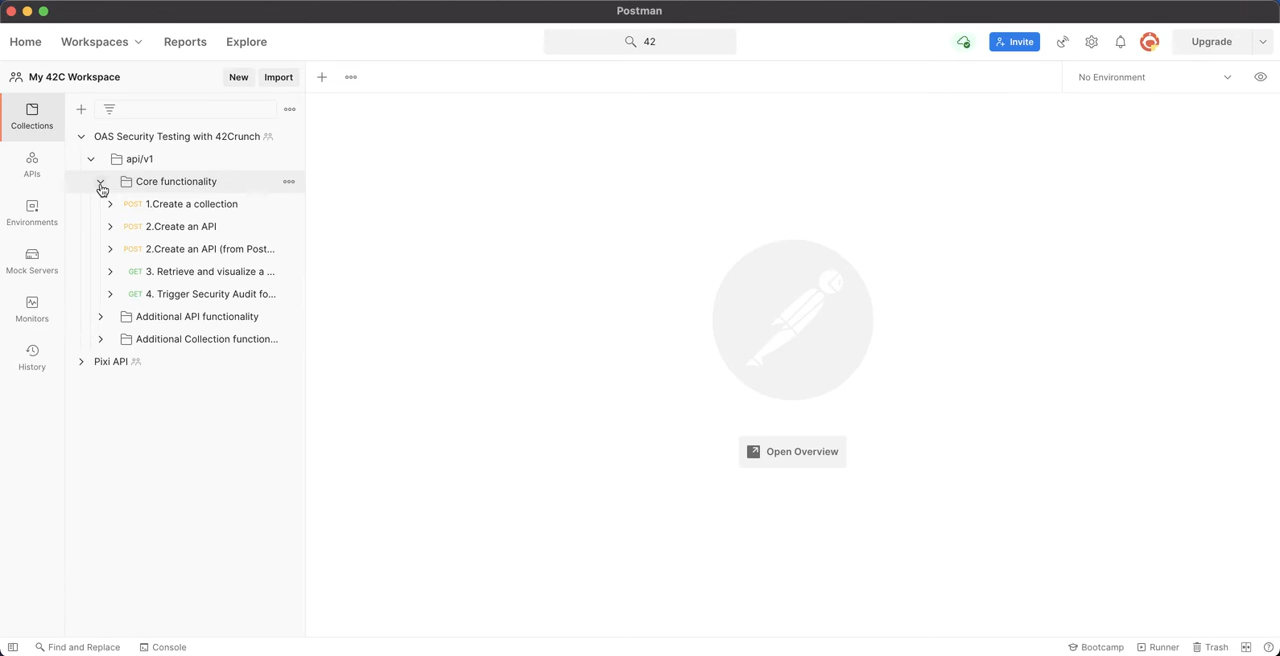 Postman
Home Workspaces Reports Explore
42
Invite
Upgrade
My 42C Workspace
New Import
No Environment
Collections
APIs
Environments
Mock Servers
Monitors
History
OAS Security Testing with 42Crunch
api/v1
Core functionality
POST 1.Create a collection
POST 2.Create an API
POST 2.Create an API (from Post...
GET 3. Retrieve and visualize a ...
GET 4. Trigger Security Audit fo...
Additional API functionality
Additional Collection function...
Pixi API
Open Overview
Find and Replace Console
Bootcamp Runner Trash